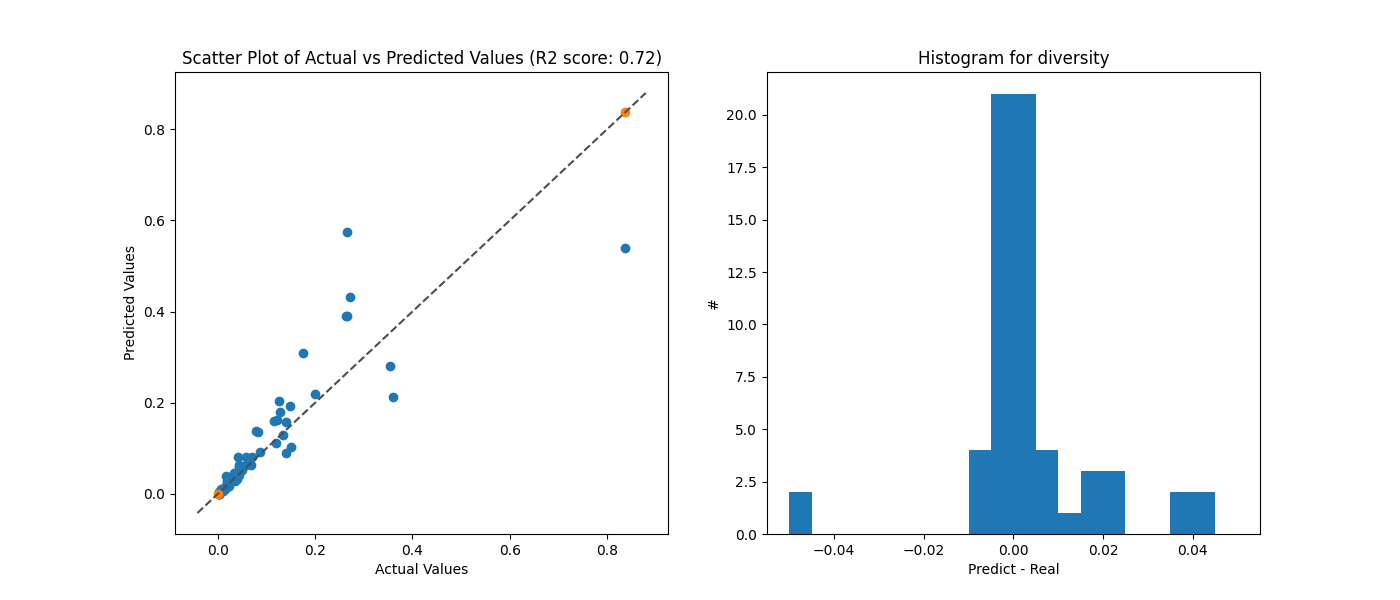 Scatter Plot of Actual vs Predicted Values (R2 score: 0.72)
0.8
0.6
0.4
0.2
0.0
Predicted Values
0.0 0.2 0.4 0.6 0.8
Actual Values
Histogram for diversity
20.0
17.5
15.0
12.5
10.0
7.5
5.0
2.5
0.0
#
−0.04 −0.02 0.00 0.02 0.04
Predict - Real